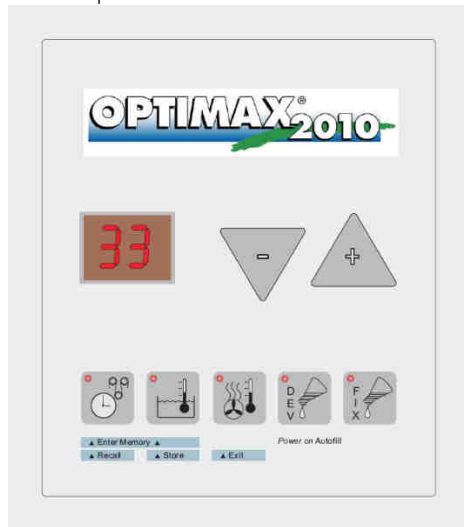 OPTIMAX® 2010
33
- +
D E V F I X
▲ Enter Memory ▲ Power on Autofill
▲ Recall ▲ Store ▲ Exit